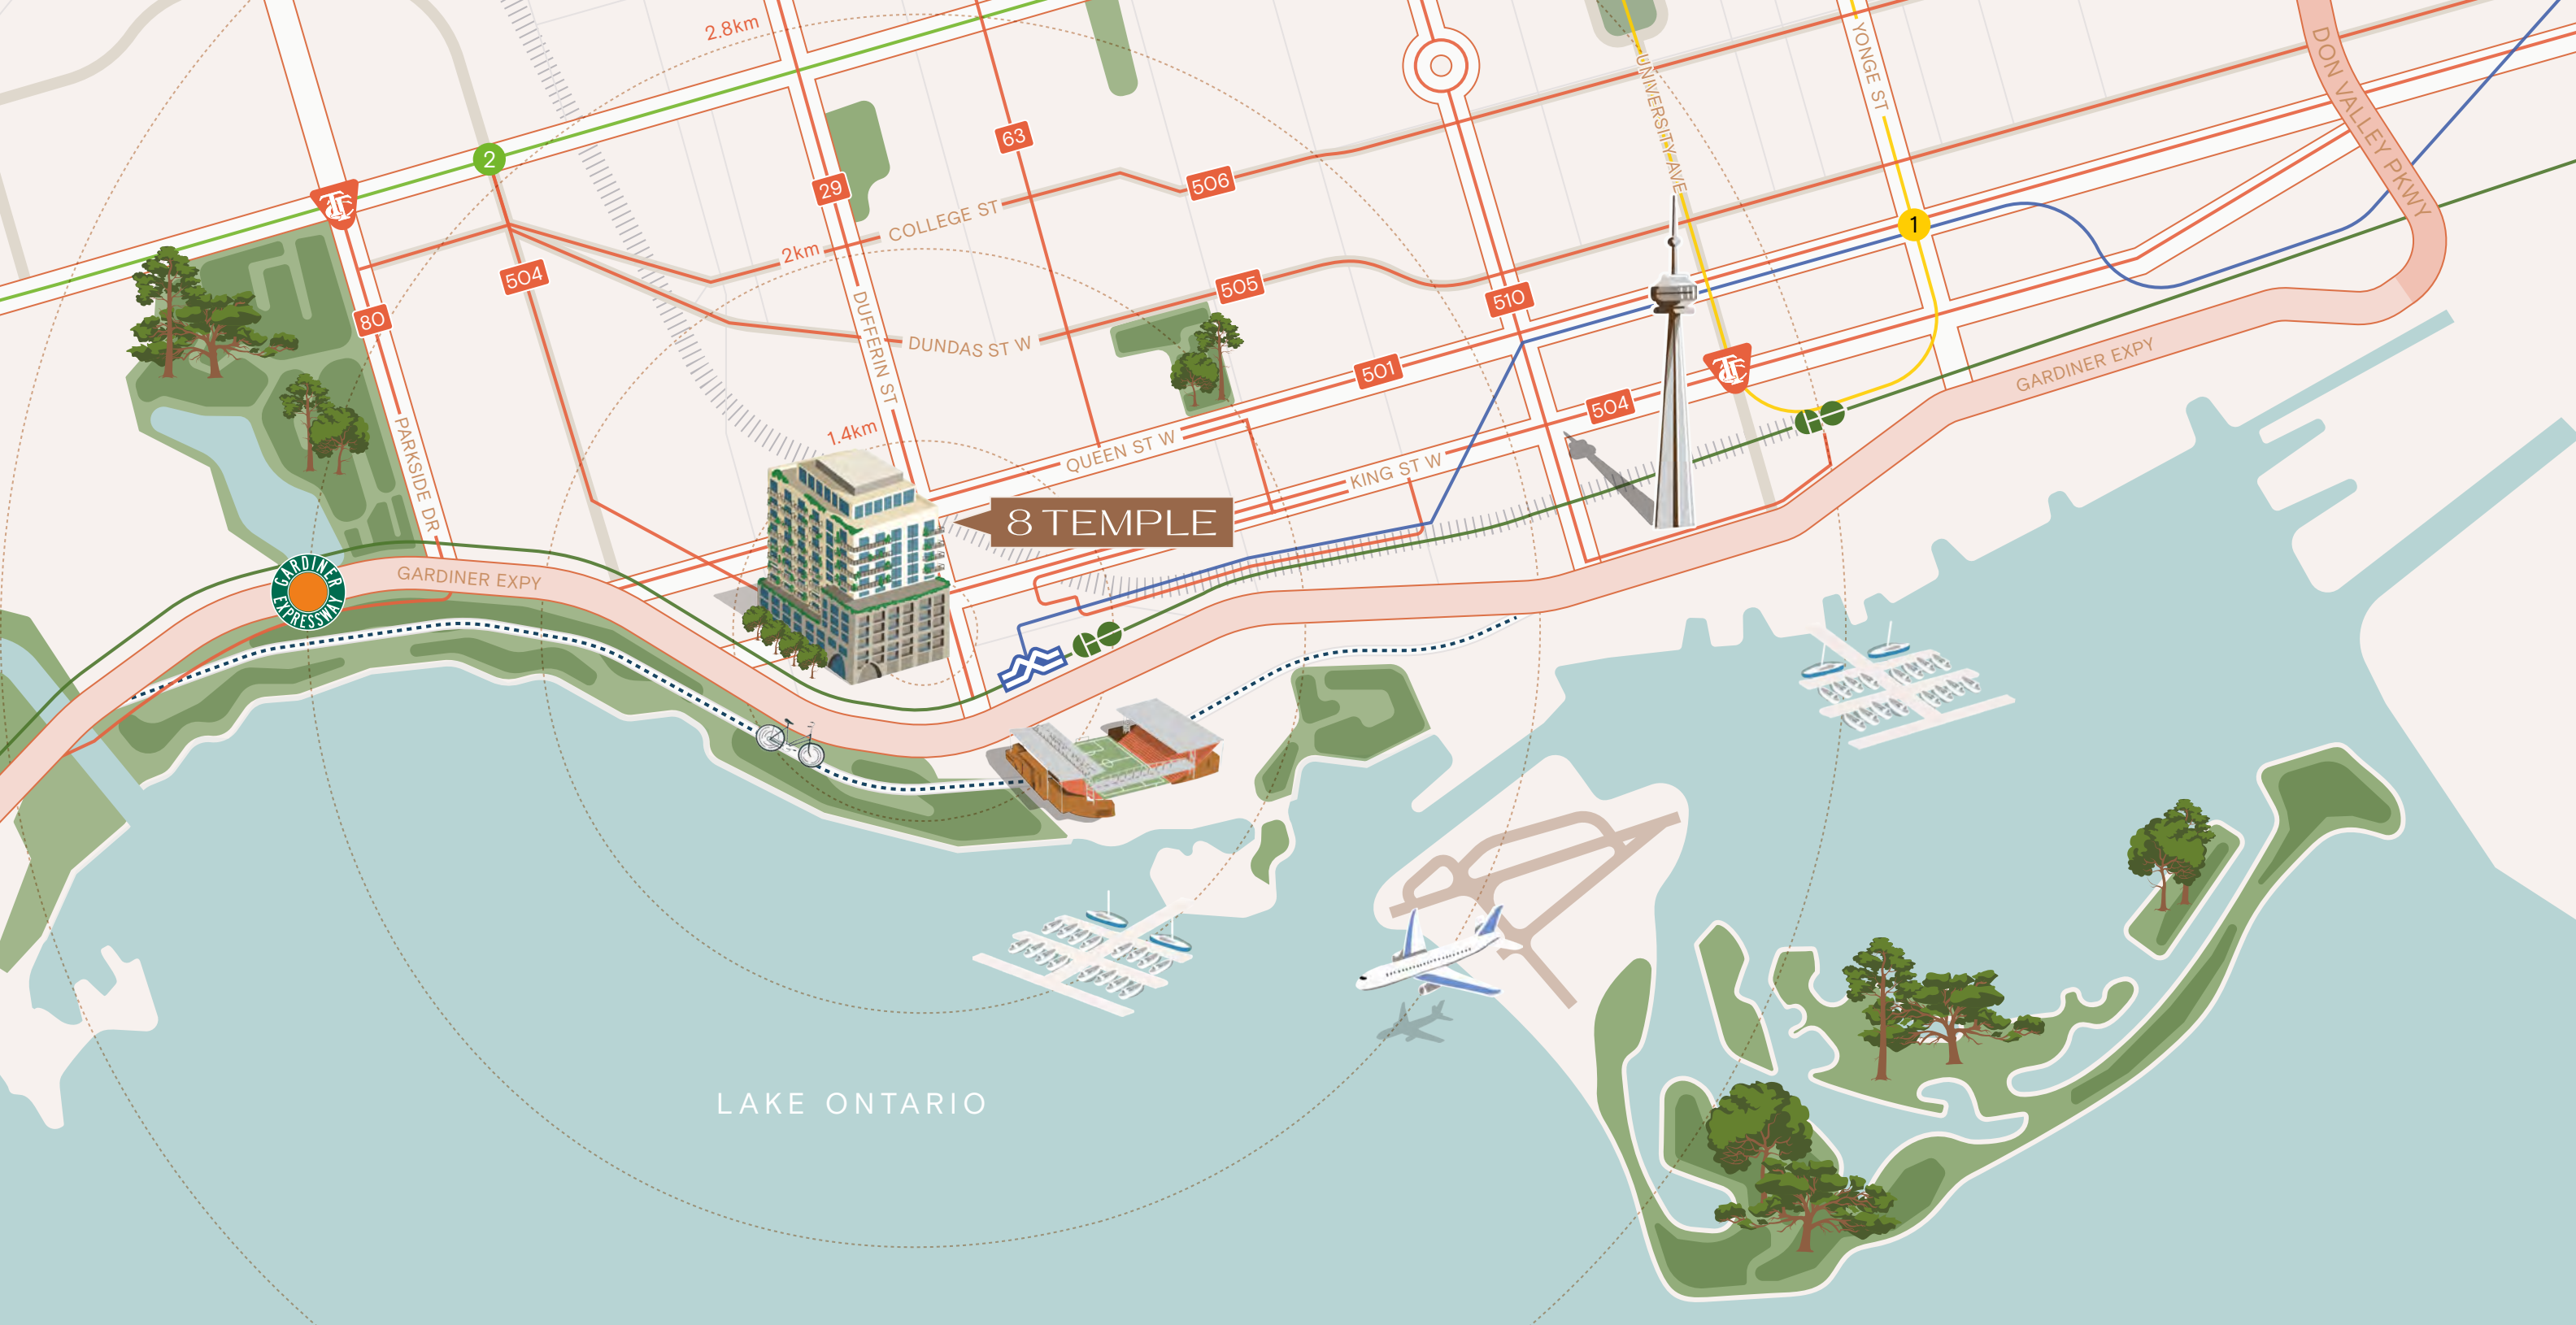 2.8km
YONGE ST
DON VALLEY PKWY
UNIVERSITY AVE
63
2
506
29
COLLEGE ST
1
2km
504
505
510
80
DUFFERIN ST
DUNDAS ST W
501
GARDINER EXPY
504
1.4km
PARKSIDE DR
QUEEN ST W
KING ST W
8 TEMPLE
GARDINER EXPRESSWAY
GARDINER EXPY
LAKE ONTARIO